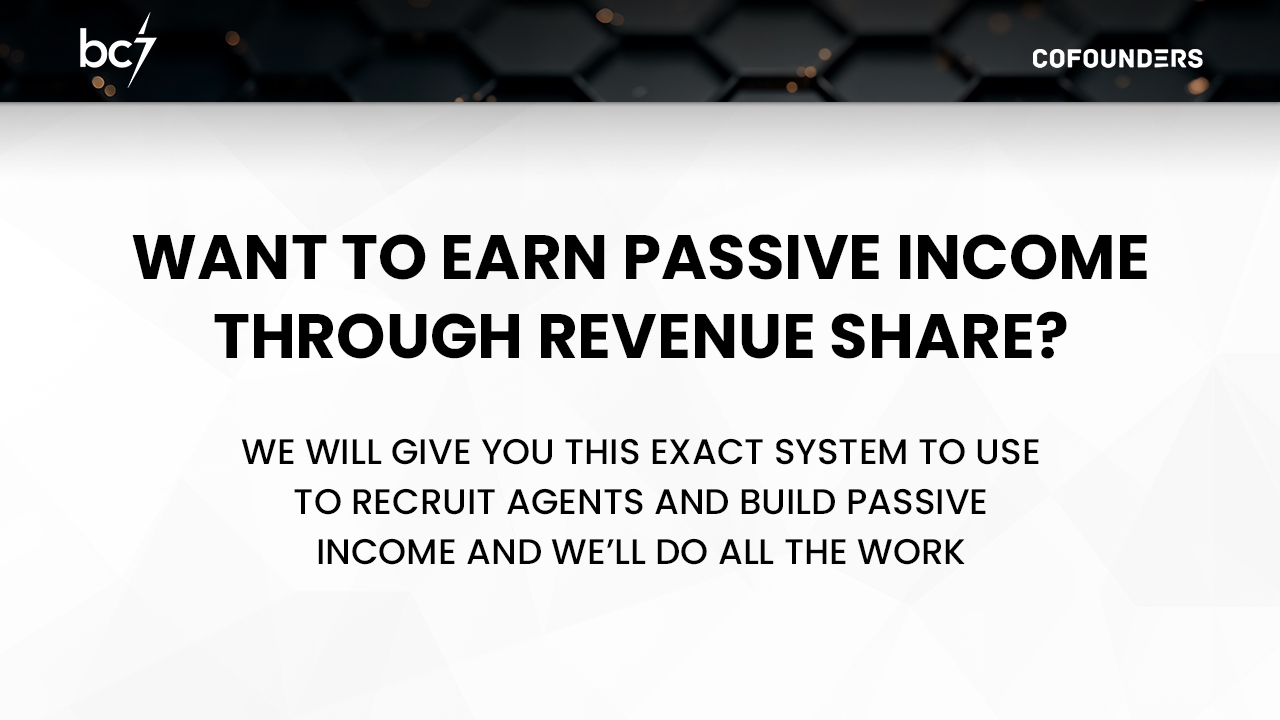 bc7
COFOUNDERS
WANT TO EARN PASSIVE INCOME
THROUGH REVENUE SHARE?
WE WILL GIVE YOU THIS EXACT SYSTEM TO USE
TO RECRUIT AGENTS AND BUILD PASSIVE
INCOME AND WE’LL DO ALL THE WORK